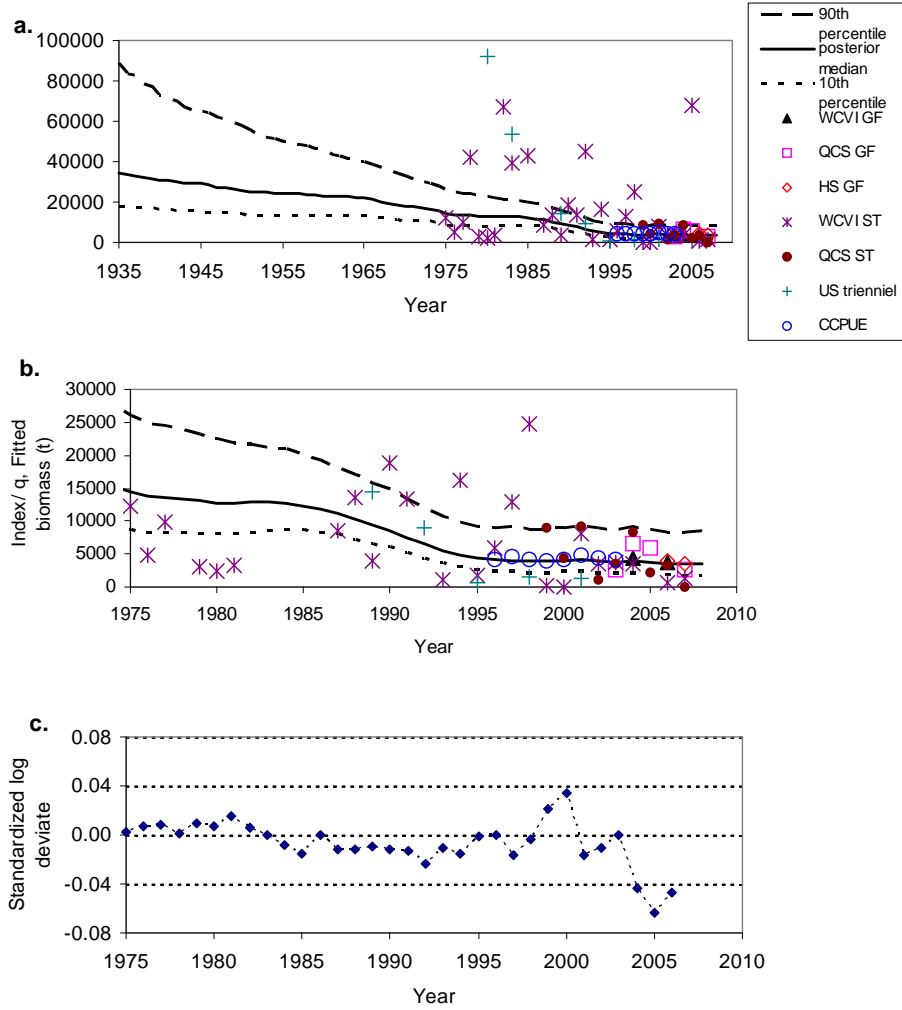 a.
100000
80000
60000
40000
20000
0
1935 1945 1955 1965 1975 1985 1995 2005
Year
90th
percentile
posterior
median
10th
percentile
WCVI GF
QCS GF
HS GF
WCVI ST
QCS ST
US trienniel
CCPUE
b.
Index/ q, Fitted
biomass (t)
30000
25000
20000
15000
10000
5000
0
1975 1980 1985 1990 1995 2000 2005 2010
Year
c.
Standardized log
deviate
0.08
0.04
0.00
-0.04
-0.08
1975 1980 1985 1990 1995 2000 2005 2010
Year